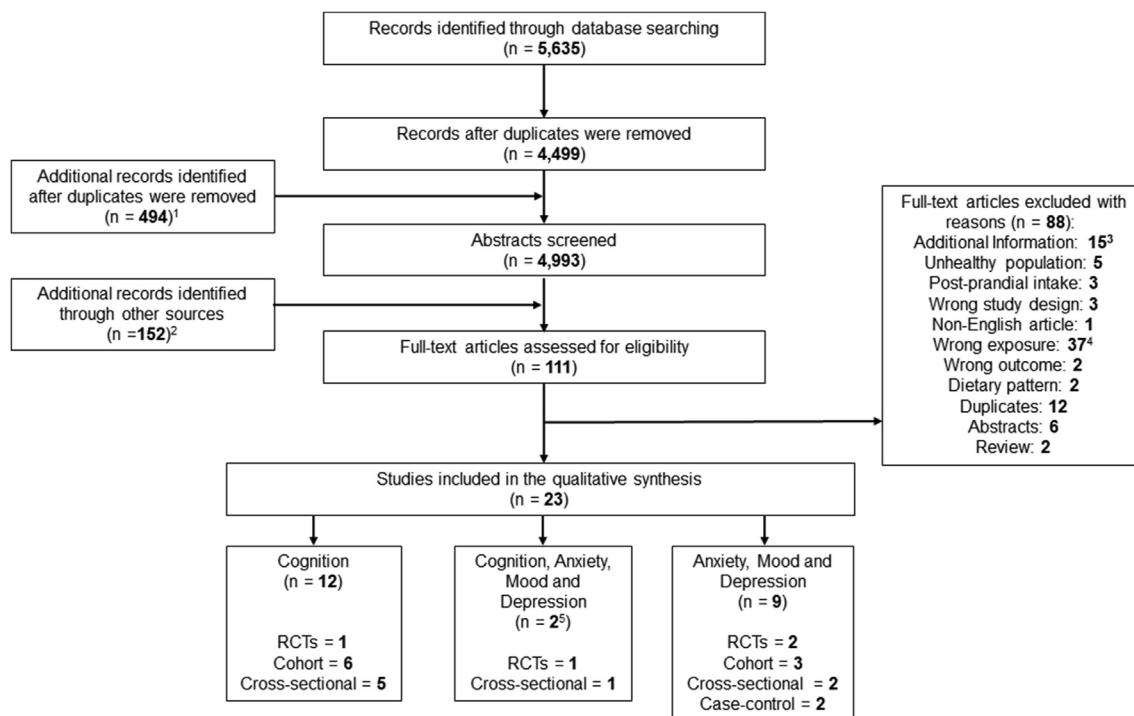 Records identified through database searching
(n = 5,635)
Records after duplicates were removed
(n = 4,499)
Additional records identified
after duplicates were removed
(n = 494)1
Abstracts screened
(n = 4,993)
Additional records identified
through other sources
(n =152)2
Full-text articles assessed for eligibility
(n = 111)
Full-text articles excluded with
reasons (n = 88):
Additional Information: 15³
Unhealthy population: 5
Post-prandial intake: 3
Wrong study design: 3
Non-English article: 1
Wrong exposure: 37⁴
Wrong outcome: 2
Dietary pattern: 2
Duplicates: 12
Abstracts: 6
Review: 2
Studies included in the qualitative synthesis
(n = 23)
Cognition
(n = 12)
RCTs = 1
Cohort = 6
Cross-sectional = 5
Cognition, Anxiety,
Mood and
Depression
(n = 2⁵)
RCTs = 1
Cross-sectional = 1
Anxiety, Mood and
Depression
(n = 9)
RCTs = 2
Cohort = 3
Cross-sectional = 2
Case-control = 2